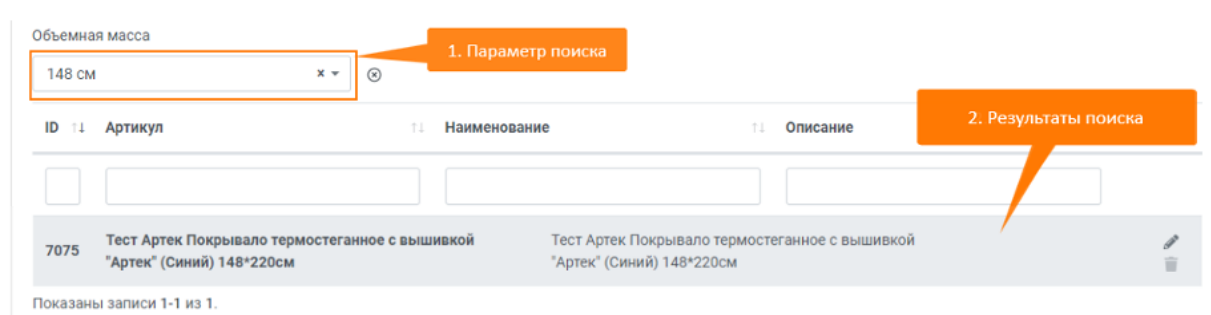 Объемная масса
1. Параметр поиска
148 см
ID Артикул Наименование Описание
2. Результаты поиска
7075 Тест Артек Покрывало термостеганное с вышивкой Тест Артек Покрывало термостеганное с вышивкой
"Артек" (Синий) 148*220см "Артек" (Синий) 148*220см
Показаны записи 1-1 из 1.